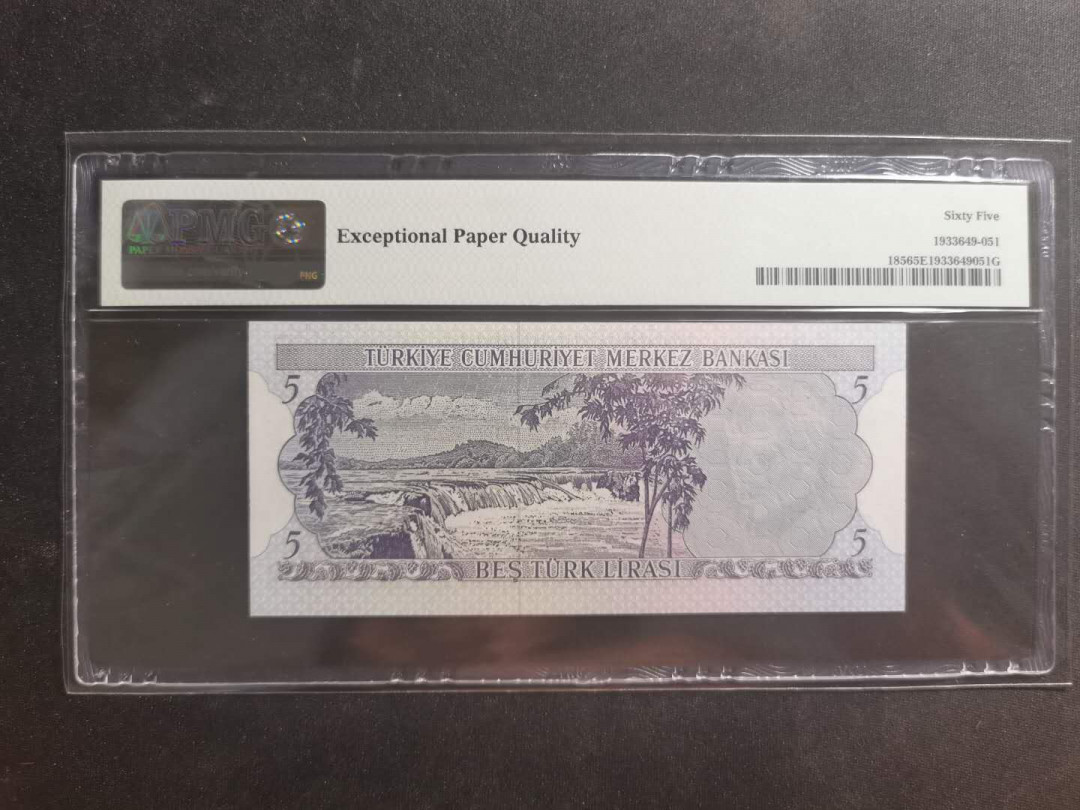 PMG
Exceptional Paper Quality
Sixty Five
1933649-051
18565E1933649051G
PNG
TÜRKİYE CUMHURİYET MERKEZ BANKASI
5
5
5
5
BEŞ TÜRK LİRASI